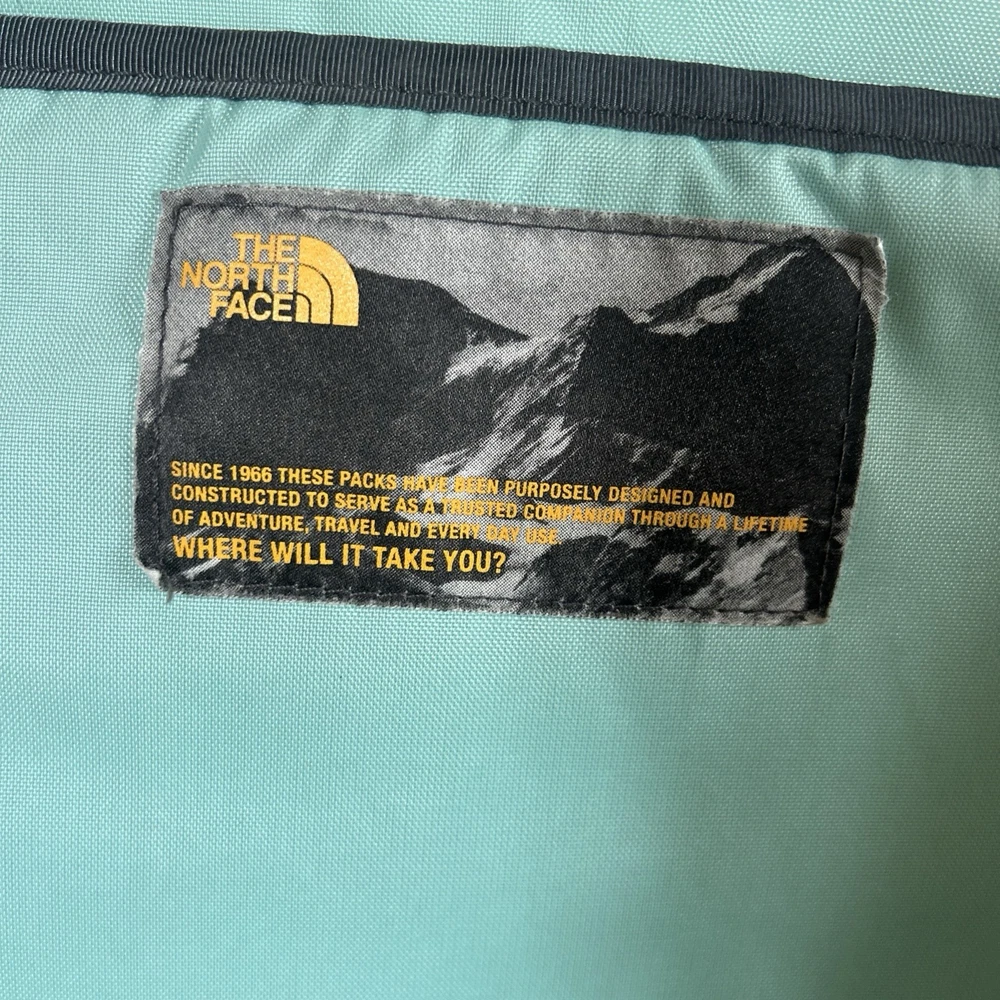 THE
NORTH
FACE
SINCE 1966 THESE PACKS HAVE BEEN PURPOSELY DESIGNED AND
CONSTRUCTED TO SERVE AS A TRUSTED COMPANION THROUGH A LIFETIME
OF ADVENTURE, TRAVEL AND EVERY DAY USE.
WHERE WILL IT TAKE YOU?